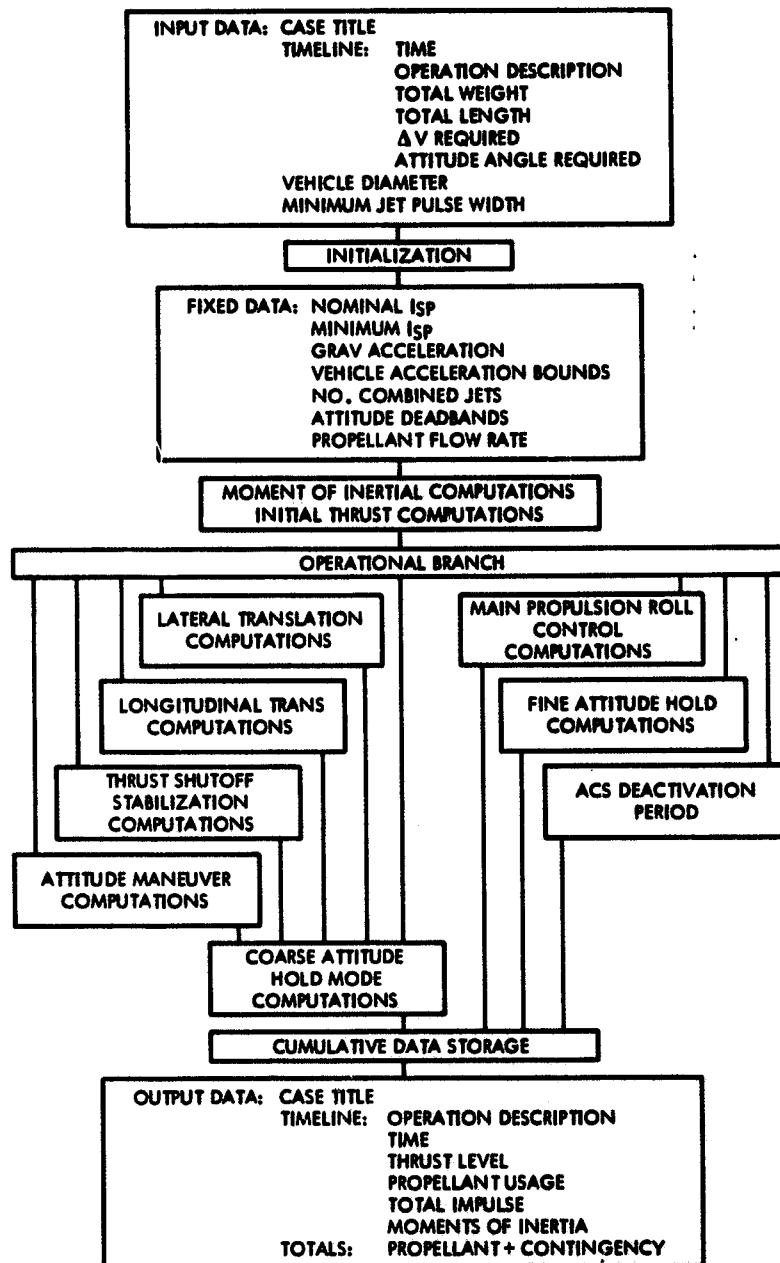 INPUT DATA: CASE TITLE
TIMELINE: TIME
OPERATION DESCRIPTION
TOTAL WEIGHT
TOTAL LENGTH
ΔV REQUIRED
ATTITUDE ANGLE REQUIRED
VEHICLE DIAMETER
MINIMUM JET PULSE WIDTH
INITIALIZATION
FIXED DATA: NOMINAL ISP
MINIMUM ISP
GRAV ACCELERATION
VEHICLE ACCELERATION BOUNDS
NO. COMBINED JETS
ATTITUDE DEADBANDS
PROPELLANT FLOW RATE
MOMENT OF INERTIAL COMPUTATIONS
INITIAL THRUST COMPUTATIONS
OPERATIONAL BRANCH
LATERAL TRANSLATION
COMPUTATIONS
MAIN PROPULSION ROLL
CONTROL
COMPUTATIONS
LONGITUDINAL TRANS
COMPUTATIONS
FINE ATTITUDE HOLD
COMPUTATIONS
THRUST SHUTOFF
STABILIZATION
COMPUTATIONS
ACS DEACTIVATION
PERIOD
ATTITUDE MANEUVER
COMPUTATIONS
COARSE ATTITUDE
HOLD MODE
COMPUTATIONS
CUMULATIVE DATA STORAGE
OUTPUT DATA: CASE TITLE
TIMELINE: OPERATION DESCRIPTION
TIME
THRUST LEVEL
PROPELLANT USAGE
TOTAL IMPULSE
MOMENTS OF INERTIA
TOTALS: PROPELLANT + CONTINGENCY